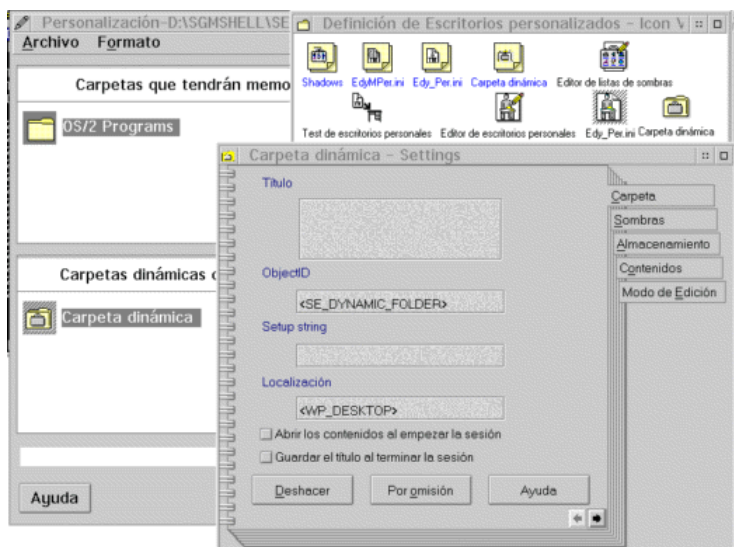 Personalización-D:\SGMSHELL\SE
Archivo Formato
Carpetas que tendrán memo
OS/2 Programs
Carpetas dinámicas
Carpeta dinámica
Ayuda
Definición de Escritorios personalizados - Icon V
Shadows EdyMPer.ini Edy_Per.ini Carpeta dinámica Editor de listas de sombras
Test de escritorios personales Editor de escritorios personales Edy_Per.ini Carpeta dinámica
Carpeta dinámica - Settings
Título
ObjectID
<SE_DYNAMIC_FOLDER>
Setup string
Localización
<WP_DESKTOP>
Abrir los contenidos al empezar la sesión
Guardar el título al terminar la sesión
Deshacer Por omisión Ayuda
Carpeta
Sombras
Almacenamiento
Contenidos
Modo de Edición